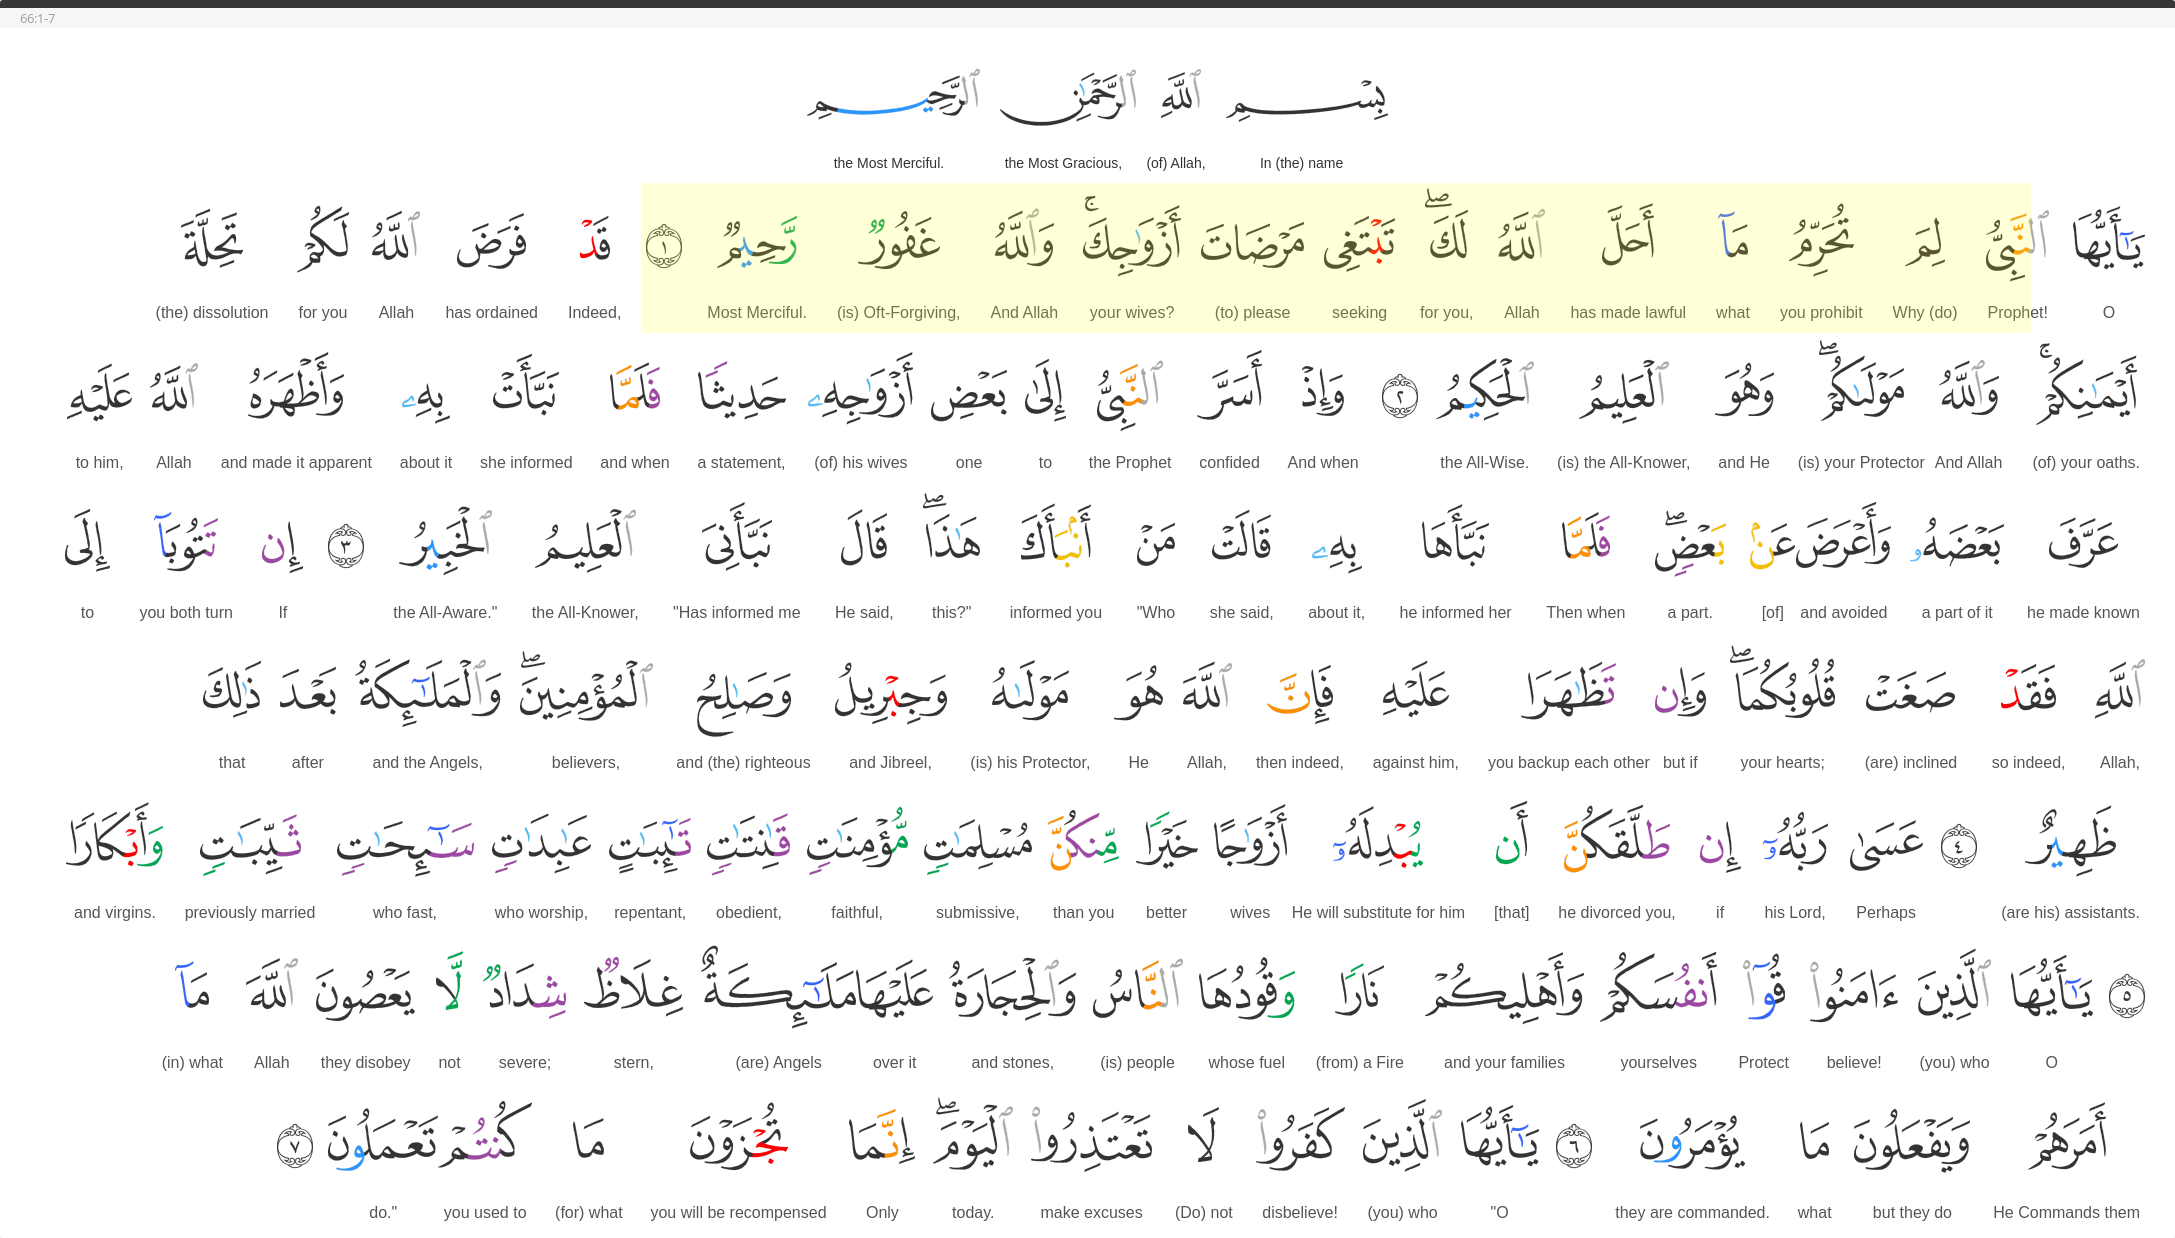 66:1-7
بِسْمِ ٱللَّهِ ٱلرَّحْمَٰنِ ٱلرَّحِيمِ
In (the) name (of) Allah, the Most Gracious, the Most Merciful.
يَٰٓأَيُّهَا ٱلنَّبِىُّ لِمَ تُحَرِّمُ مَآ أَحَلَّ ٱللَّهُ لَكَ ۖ تَبْتَغِى مَرْضَاتَ أَزْوَٰجِكَ ۚ وَٱللَّهُ غَفُورٌ رَّحِيمٌ ١ قَدْ فَرَضَ ٱللَّهُ لَكُمْ تَحِلَّةَ
O Prophet! Why (do) you prohibit what has made lawful Allah for you, seeking (to) please your wives? And Allah (is) Oft-Forgiving, Most Merciful. Indeed, has ordained Allah for you (the) dissolution
أَيْمَٰنِكُمْ ۚ وَٱللَّهُ مَوْلَىٰكُمْ ۖ وَهُوَ ٱلْعَلِيمُ ٱلْحَكِيمُ ٢ وَإِذْ أَسَرَّ ٱلنَّبِىُّ إِلَىٰ بَعْضِ أَزْوَٰجِهِۦ حَدِيثًا فَلَمَّا نَبَّأَتْ بِهِۦ وَأَظْهَرَهُ ٱللَّهُ عَلَيْهِ
(of) your oaths. And Allah (is) your Protector and He (is) the All-Knower, the All-Wise. And when confided the Prophet to one (of) his wives a statement, and when she informed about it and made it apparent Allah to him,
عَرَّفَ بَعْضَهُۥ وَأَعْرَضَ عَنۢ بَعْضٍ ۖ فَلَمَّا نَبَّأَهَا بِهِۦ قَالَتْ مَنْ أَنۢبَأَكَ هَٰذَا ۖ قَالَ نَبَّأَنِىَ ٱلْعَلِيمُ ٱلْخَبِيرُ ٣ إِن تَتُوبَآ إِلَى
he made known a part of it and avoided [of] a part. Then when he informed her about it, she said, "Who informed you this?" He said, "Has informed me the All-Knower, the All-Aware." If you both turn to
ٱللَّهِ فَقَدْ صَغَتْ قُلُوبُكُمَا ۖ وَإِن تَظَٰهَرَا عَلَيْهِ فَإِنَّ ٱللَّهَ هُوَ مَوْلَىٰهُ وَجِبْرِيلُ وَصَٰلِحُ ٱلْمُؤْمِنِينَ ۖ وَٱلْمَلَٰٓئِكَةُ بَعْدَ ذَٰلِكَ
Allah, so indeed, (are) inclined your hearts; but if you backup each other against him, then indeed, Allah, He (is) his Protector, and Jibreel, and (the) righteous believers, and the Angels, after that
ظَهِيرٌ ٤ عَسَىٰ رَبُّهُۥٓ إِن طَلَّقَكُنَّ أَن يُبْدِلَهُۥٓ أَزْوَٰجًا خَيْرًا مِّنكُنَّ مُسْلِمَٰتٍ مُّؤْمِنَٰتٍ قَٰنِتَٰتٍ تَٰٓئِبَٰتٍ عَٰبِدَٰتٍ سَٰٓئِحَٰتٍ ثَيِّبَٰتٍ وَأَبْكَارًا
(are his) assistants. Perhaps his Lord, if he divorced you, [that] He will substitute for him wives better than you submissive, faithful, obedient, repentant, who worship, who fast, previously married and virgins.
٥ يَٰٓأَيُّهَا ٱلَّذِينَ ءَامَنُوا۟ قُوٓا۟ أَنفُسَكُمْ وَأَهْلِيكُمْ نَارًا وَقُودُهَا ٱلنَّاسُ وَٱلْحِجَارَةُ عَلَيْهَا مَلَٰٓئِكَةٌ غِلَاظٌ شِدَادٌ لَّا يَعْصُونَ ٱللَّهَ مَآ
O (you) who believe! Protect yourselves and your families (from) a Fire whose fuel (is) people and stones, over it (are) Angels stern, severe; not they disobey Allah (in) what
أَمَرَهُمْ وَيَفْعَلُونَ مَا يُؤْمَرُونَ ٦ يَٰٓأَيُّهَا ٱلَّذِينَ كَفَرُوا۟ لَا تَعْتَذِرُوا۟ ٱلْيَوْمَ ۖ إِنَّمَا تُجْزَوْنَ مَا كُنتُمْ تَعْمَلُونَ ٧
He Commands them but they do what they are commanded. "O (you) who disbelieve! (Do) not make excuses today. Only you will be recompensed (for) what you used to do."